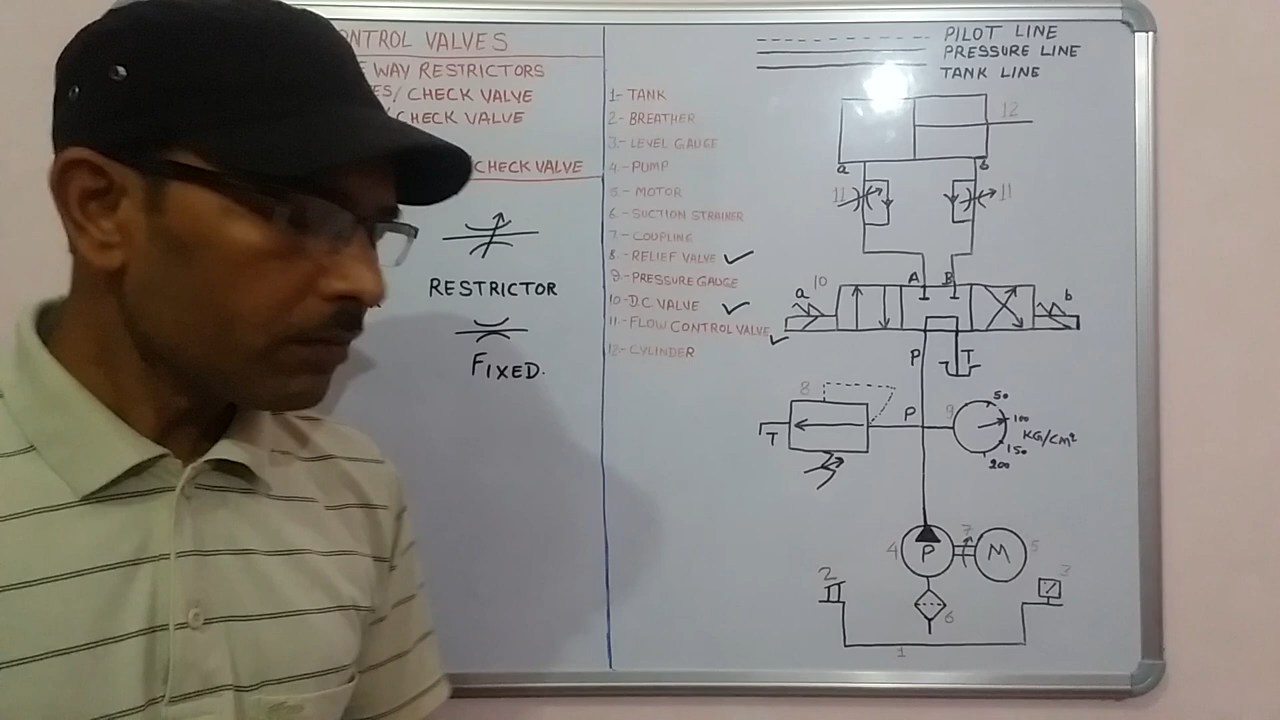 ONTROL VALVES
WAY RESTRICTORS
ES/ CHECK VALVE
CHECK VALVE
CHECK VALVE
RESTRICTOR
FIXED.
1- TANK
2- BREATHER
3- LEVEL GAUGE
4- PUMP
5- MOTOR
6- SUCTION STRAINER
7- COUPLING
8- RELIEF VALVE
9- PRESSURE GAUGE
10- D.C VALVE
11- FLOW CONTROL VALVE
12- CYLINDER
PILOT LINE
PRESSURE LINE
TANK LINE
12
a b
11 11
A B
a 10 b
P T
8
P 9
T
50
100
KG/CM²
150
200
4 P 7 M 5
2 3
6
1